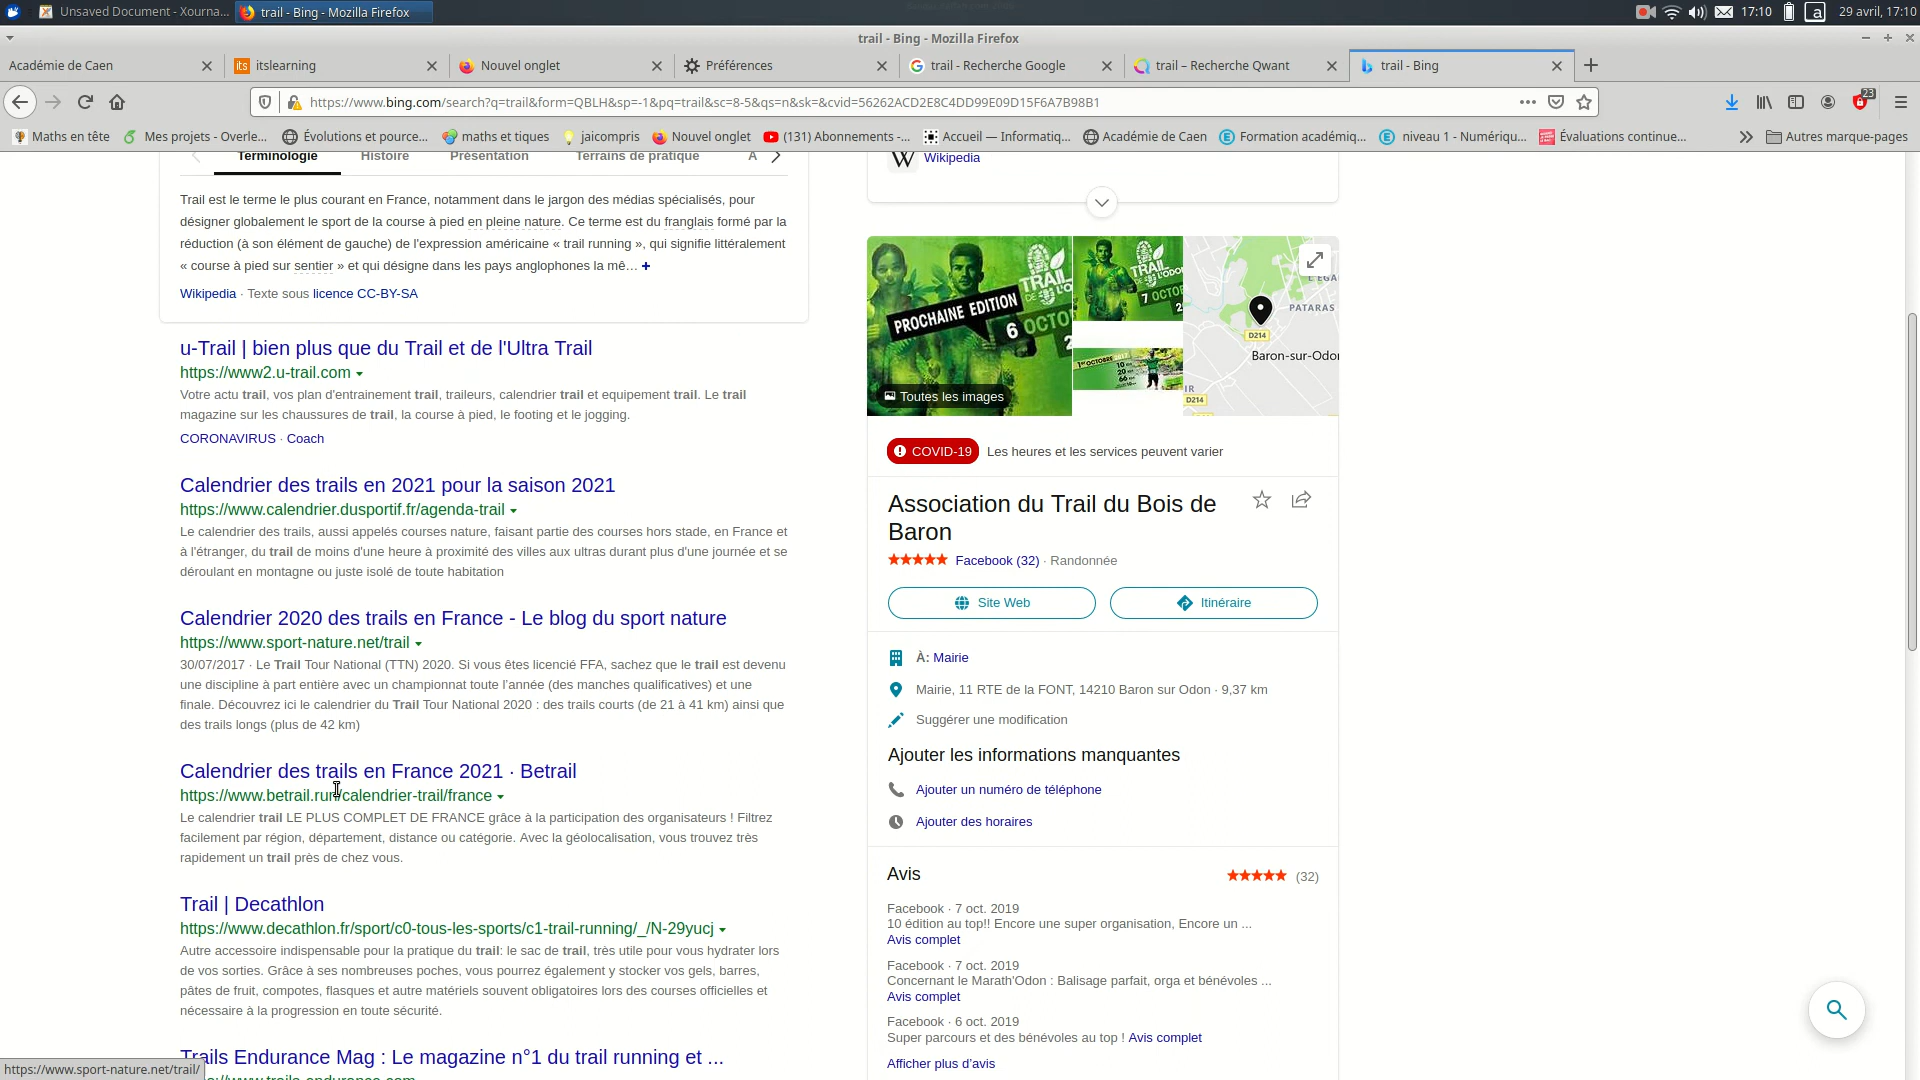 Unsaved Document - Xourna...
trail - Bing - Mozilla Firefox
17:10
a
29 avril, 17:10
trail - Bing - Mozilla Firefox
Académie de Caen
its
itslearning
Nouvel onglet
Préférences
trail - Recherche Google
trail – Recherche Qwant
trail - Bing
https://www.bing.com/search?q=trail&form=QBLH&sp=-1&pq=trail&sc=8-5&qs=n&sk=&cvid=56262ACD2E8C4DD99E09D15F6A7B98B1
23
Maths en tête
Mes projets - Overle...
Évolutions et pource...
maths et tiques
jaicompris
Nouvel onglet
(131) Abonnements -...
Accueil — Informatiq...
Académie de Caen
Formation académiq...
niveau 1 - Numériqu...
Évaluations continue...
Autres marque-pages
Terminologie
Histoire
Présentation
Terrains de pratique
A
Trail est le terme le plus courant en France, notamment dans le jargon des médias spécialisés, pour
désigner globalement le sport de la course à pied en pleine nature. Ce terme est du franglais formé par la
réduction (à son élément de gauche) de l'expression américaine « trail running », qui signifie littéralement
« course à pied sur sentier » et qui désigne dans les pays anglophones la mê… +
Wikipedia · Texte sous licence CC-BY-SA
u-Trail | bien plus que du Trail et de l'Ultra Trail
https://www2.u-trail.com
Votre actu trail, vos plan d'entrainement trail, traileurs, calendrier trail et equipement trail. Le trail
magazine sur les chaussures de trail, la course à pied, le footing et le jogging.
CORONAVIRUS · Coach
Calendrier des trails en 2021 pour la saison 2021
https://www.calendrier.dusportif.fr/agenda-trail
Le calendrier des trails, aussi appelés courses nature, faisant partie des courses hors stade, en France et
à l'étranger, du trail de moins d'une heure à proximité des villes aux ultras durant plus d'une journée et se
déroulant en montagne ou juste isolé de toute habitation
Calendrier 2020 des trails en France - Le blog du sport nature
https://www.sport-nature.net/trail
30/07/2017 · Le Trail Tour National (TTN) 2020. Si vous êtes licencié FFA, sachez que le trail est devenu
une discipline à part entière avec un championnat toute l'année (des manches qualificatives) et une
finale. Découvrez ici le calendrier du Trail Tour National 2020 : des trails courts (de 21 à 41 km) ainsi que
des trails longs (plus de 42 km)
Calendrier des trails en France 2021 · Betrail
https://www.betrail.run/calendrier-trail/france
Le calendrier trail LE PLUS COMPLET DE FRANCE grâce à la participation des organisateurs ! Filtrez
facilement par région, département, distance ou catégorie. Avec la géolocalisation, vous trouvez très
rapidement un trail près de chez vous.
Trail | Decathlon
https://www.decathlon.fr/sport/c0-tous-les-sports/c1-trail-running/_/N-29yucj
Autre accessoire indispensable pour la pratique du trail: le sac de trail, très utile pour vous hydrater lors
de vos sorties. Grâce à ses nombreuses poches, vous pourrez également y stocker vos gels, barres,
pâtes de fruit, compotes, flasques et autre matériels souvent obligatoires lors des courses officielles et
nécessaire à la progression en toute sécurité.
Trails Endurance Mag : Le magazine n°1 du trail running et ...
https://www.sport-nature.net/trail/
W Wikipedia
PROCHAINE EDITION
6 OCTO
TRAIL
DE
TRAIL
7 OCTO
1ER OCTOBRE 2017
Toutes les images
PATARAS
D214
Baron-sur-Odon
D214
COVID-19 Les heures et les services peuvent varier
Association du Trail du Bois de
Baron
Facebook (32) · Randonnée
Site Web
Itinéraire
À: Mairie
Mairie, 11 RTE de la FONT, 14210 Baron sur Odon · 9,37 km
Suggérer une modification
Ajouter les informations manquantes
Ajouter un numéro de téléphone
Ajouter des horaires
Avis
(32)
Facebook · 7 oct. 2019
10 édition au top!! Encore une super organisation, Encore un ...
Avis complet
Facebook · 7 oct. 2019
Concernant le Marath'Odon : Balisage parfait, orga et bénévoles ...
Avis complet
Facebook · 6 oct. 2019
Super parcours et des bénévoles au top ! Avis complet
Afficher plus d'avis